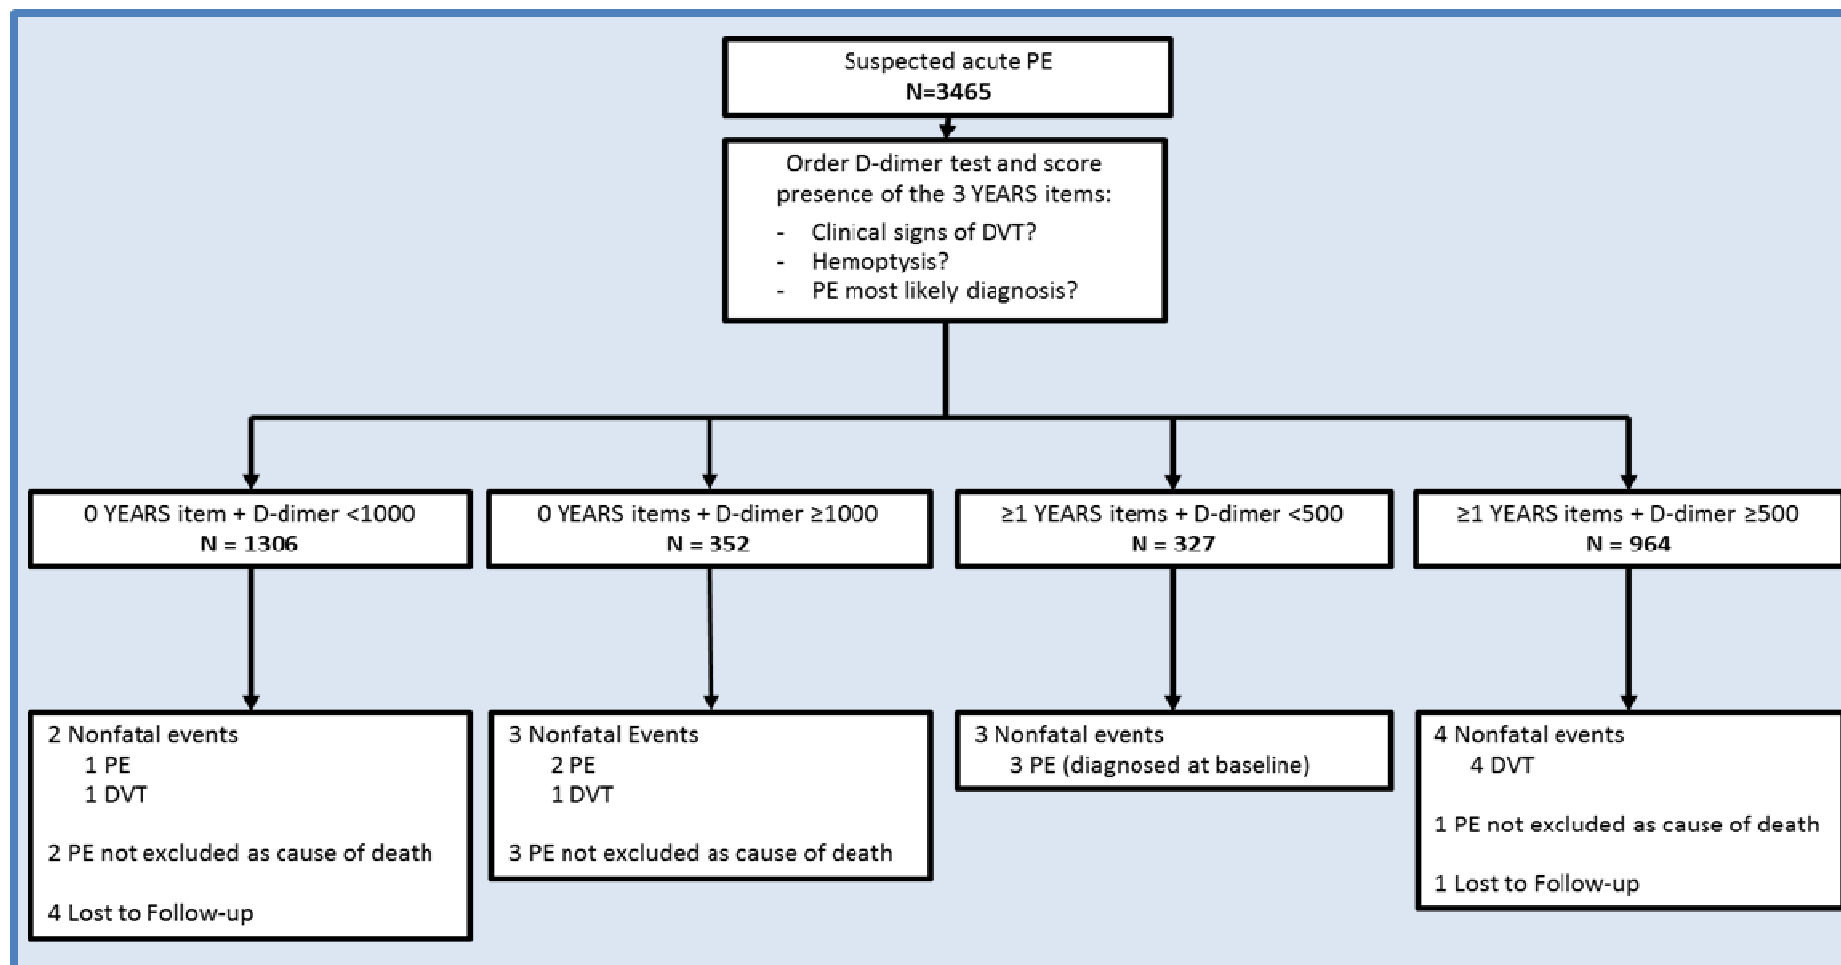 Suspected acute PE
N=3465
Order D-dimer test and score
presence of the 3 YEARS items:
- Clinical signs of DVT?
- Hemoptysis?
- PE most likely diagnosis?
0 YEARS item + D-dimer <1000
N = 1306
0 YEARS items + D-dimer ≥1000
N = 352
≥1 YEARS items + D-dimer <500
N = 327
≥1 YEARS items + D-dimer ≥500
N = 964
2 Nonfatal events
1 PE
1 DVT
2 PE not excluded as cause of death
4 Lost to Follow-up
3 Nonfatal Events
2 PE
1 DVT
3 PE not excluded as cause of death
3 Nonfatal events
3 PE (diagnosed at baseline)
4 Nonfatal events
4 DVT
1 PE not excluded as cause of death
1 Lost to Follow-up